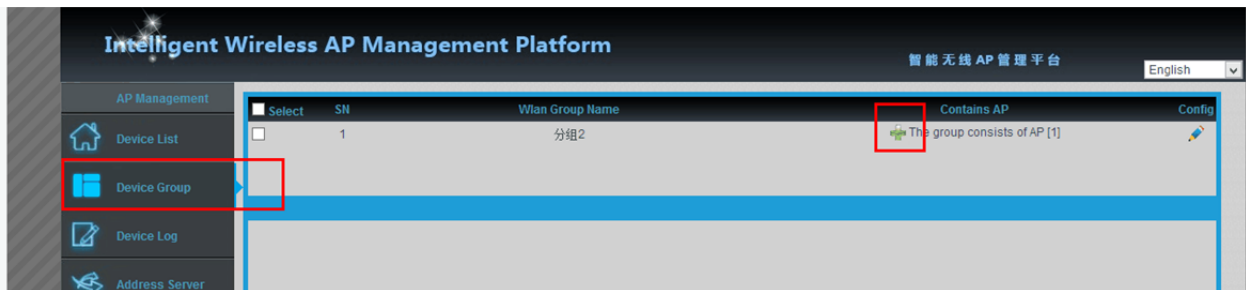 Intelligent Wireless AP Management Platform
智能无线 AP 管理平台
English
AP Management
Select SN Wlan Group Name Contains AP Config
Device List
1 分组2 The group consists of AP [1]
Device Group
Device Log
Address Server